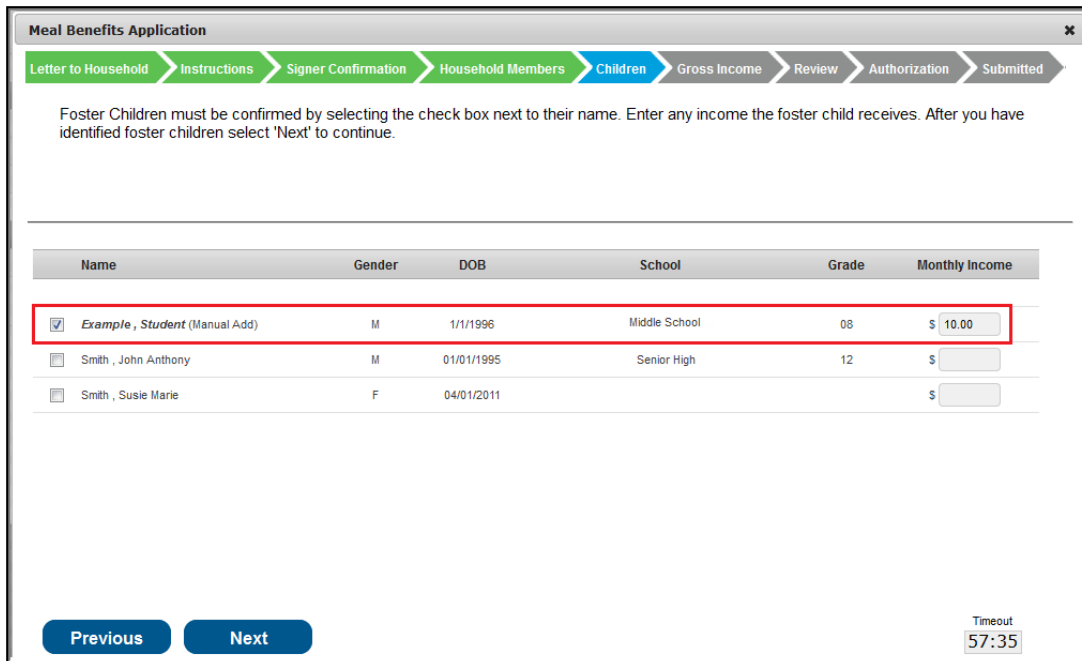 Meal Benefits Application
Letter to Household Instructions Signer Confirmation Household Members Children Gross Income Review Authorization Submitted
Foster Children must be confirmed by selecting the check box next to their name. Enter any income the foster child receives. After you have
identified foster children select 'Next' to continue.
Name Gender DOB School Grade Monthly Income
Example , Student (Manual Add) M 1/1/1996 Middle School 08 $ 10.00
Smith , John Anthony M 01/01/1995 Senior High 12 $
Smith , Susie Marie F 04/01/2011 $
Previous Next
Timeout
57:35